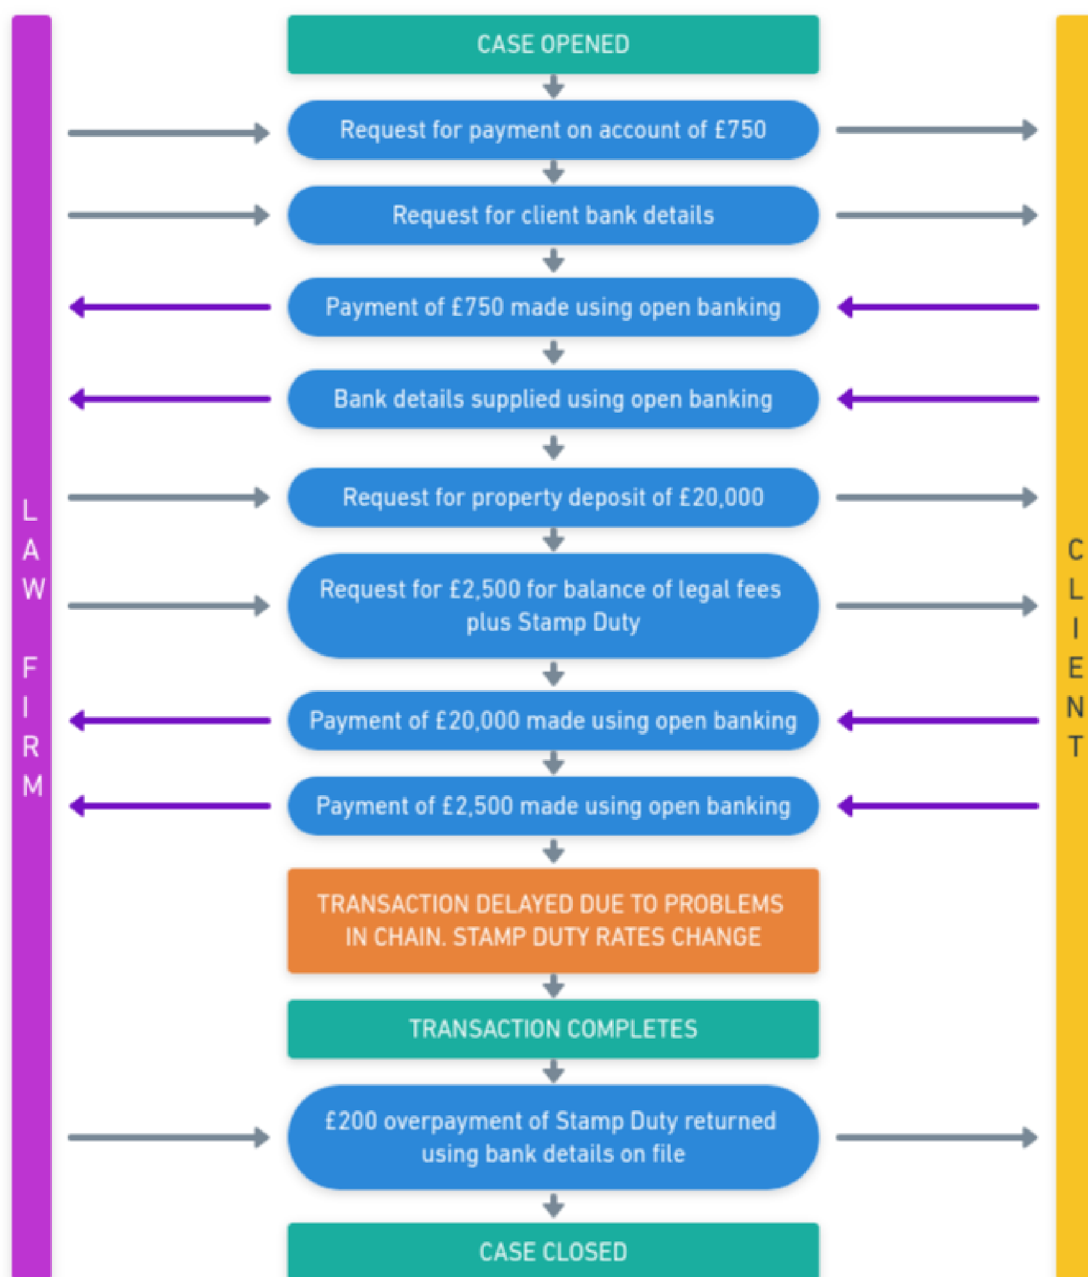 CASE OPENED
Request for payment on account of £750
Request for client bank details
Payment of £750 made using open banking
Bank details supplied using open banking
Request for property deposit of £20,000
Request for £2,500 for balance of legal fees
plus Stamp Duty
Payment of £20,000 made using open banking
Payment of £2,500 made using open banking
TRANSACTION DELAYED DUE TO PROBLEMS
IN CHAIN. STAMP DUTY RATES CHANGE
TRANSACTION COMPLETES
£200 overpayment of Stamp Duty returned
using bank details on file
CASE CLOSED
LAW FIRM
CLIENT